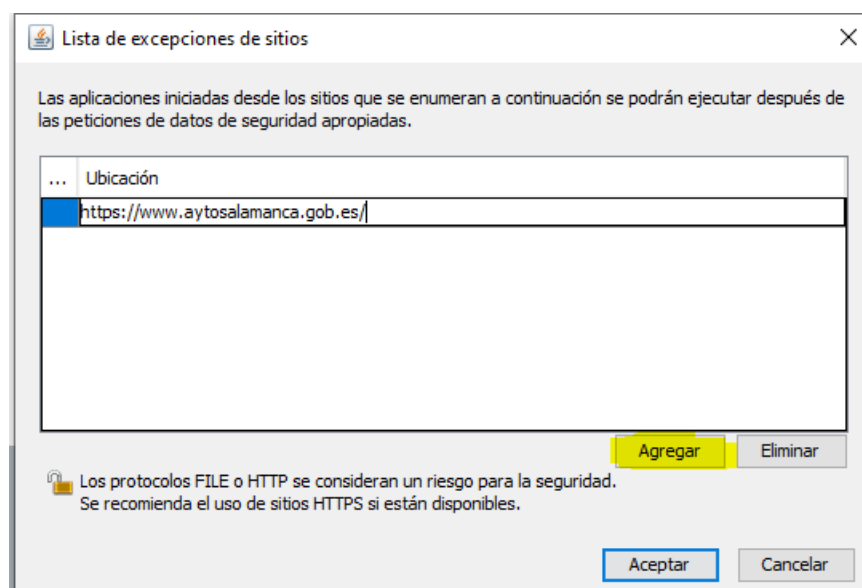 Lista de excepciones de sitios
Las aplicaciones iniciadas desde los sitios que se enumeran a continuación se podrán ejecutar después de
las peticiones de datos de seguridad apropiadas.
... Ubicación
https://www.aytosalamanca.gob.es/
Agregar Eliminar
Los protocolos FILE o HTTP se consideran un riesgo para la seguridad.
Se recomienda el uso de sitios HTTPS si están disponibles.
Aceptar Cancelar